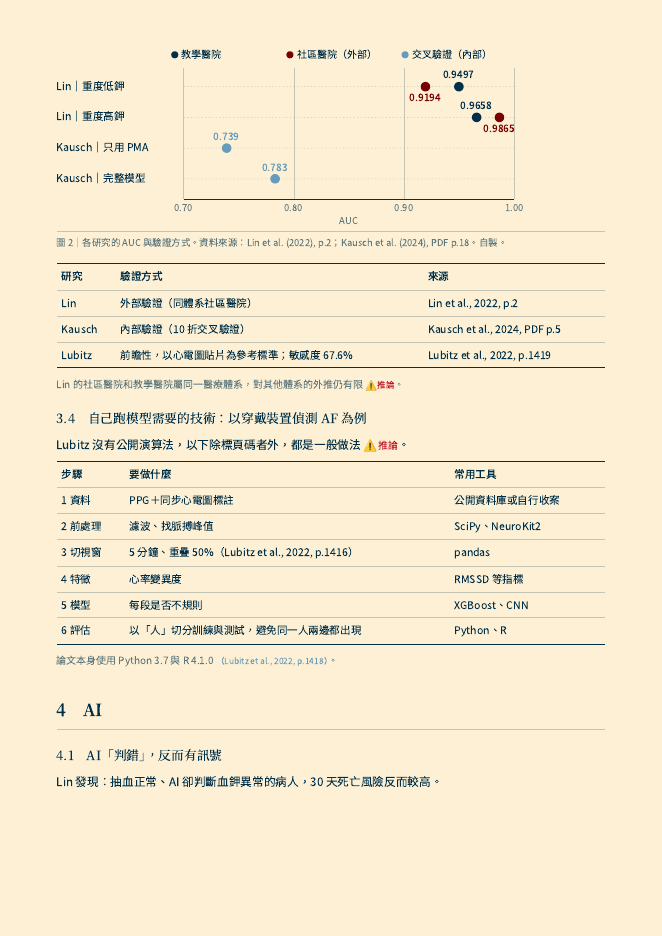 教學醫院 社區醫院（外部） 交叉驗證（內部）
Lin｜重度低鉀 0.9194 0.9497
Lin｜重度高鉀 0.9658 0.9865
Kausch｜只用 PMA 0.739
Kausch｜完整模型 0.783
0.70 0.80 0.90 1.00
AUC
圖 2｜各研究的 AUC 與驗證方式。資料來源：Lin et al. (2022), p.2；Kausch et al. (2024), PDF p.18。自製。
研究 驗證方式 來源
Lin 外部驗證（同體系社區醫院） Lin et al., 2022, p.2
Kausch 內部驗證（10 折交叉驗證） Kausch et al., 2024, PDF p.5
Lubitz 前瞻性，以心電圖貼片為參考標準；敏感度 67.6% Lubitz et al., 2022, p.1419
Lin 的社區醫院和教學醫院屬同一醫療體系，對其他體系的外推仍有限 ⚠️推論。
3.4 自己跑模型需要的技術：以穿戴裝置偵測 AF 為例
Lubitz 沒有公開演算法，以下除標頁碼者外，都是一般做法 ⚠️推論。
步驟 要做什麼 常用工具
1 資料 PPG＋同步心電圖標註 公開資料庫或自行收案
2 前處理 濾波、找脈搏峰值 SciPy、NeuroKit2
3 切視窗 5 分鐘、重疊 50%（Lubitz et al., 2022, p.1416） pandas
4 特徵 心率變異度 RMSSD 等指標
5 模型 每段是否不規則 XGBoost、CNN
6 評估 以「人」切分訓練與測試，避免同一人兩邊都出現 Python、R
論文本身使用 Python 3.7 與 R 4.1.0 （Lubitz et al., 2022, p.1418）。
4 AI
4.1 AI「判錯」，反而有訊號
Lin 發現：抽血正常、AI 卻判斷血鉀異常的病人，30 天死亡風險反而較高。